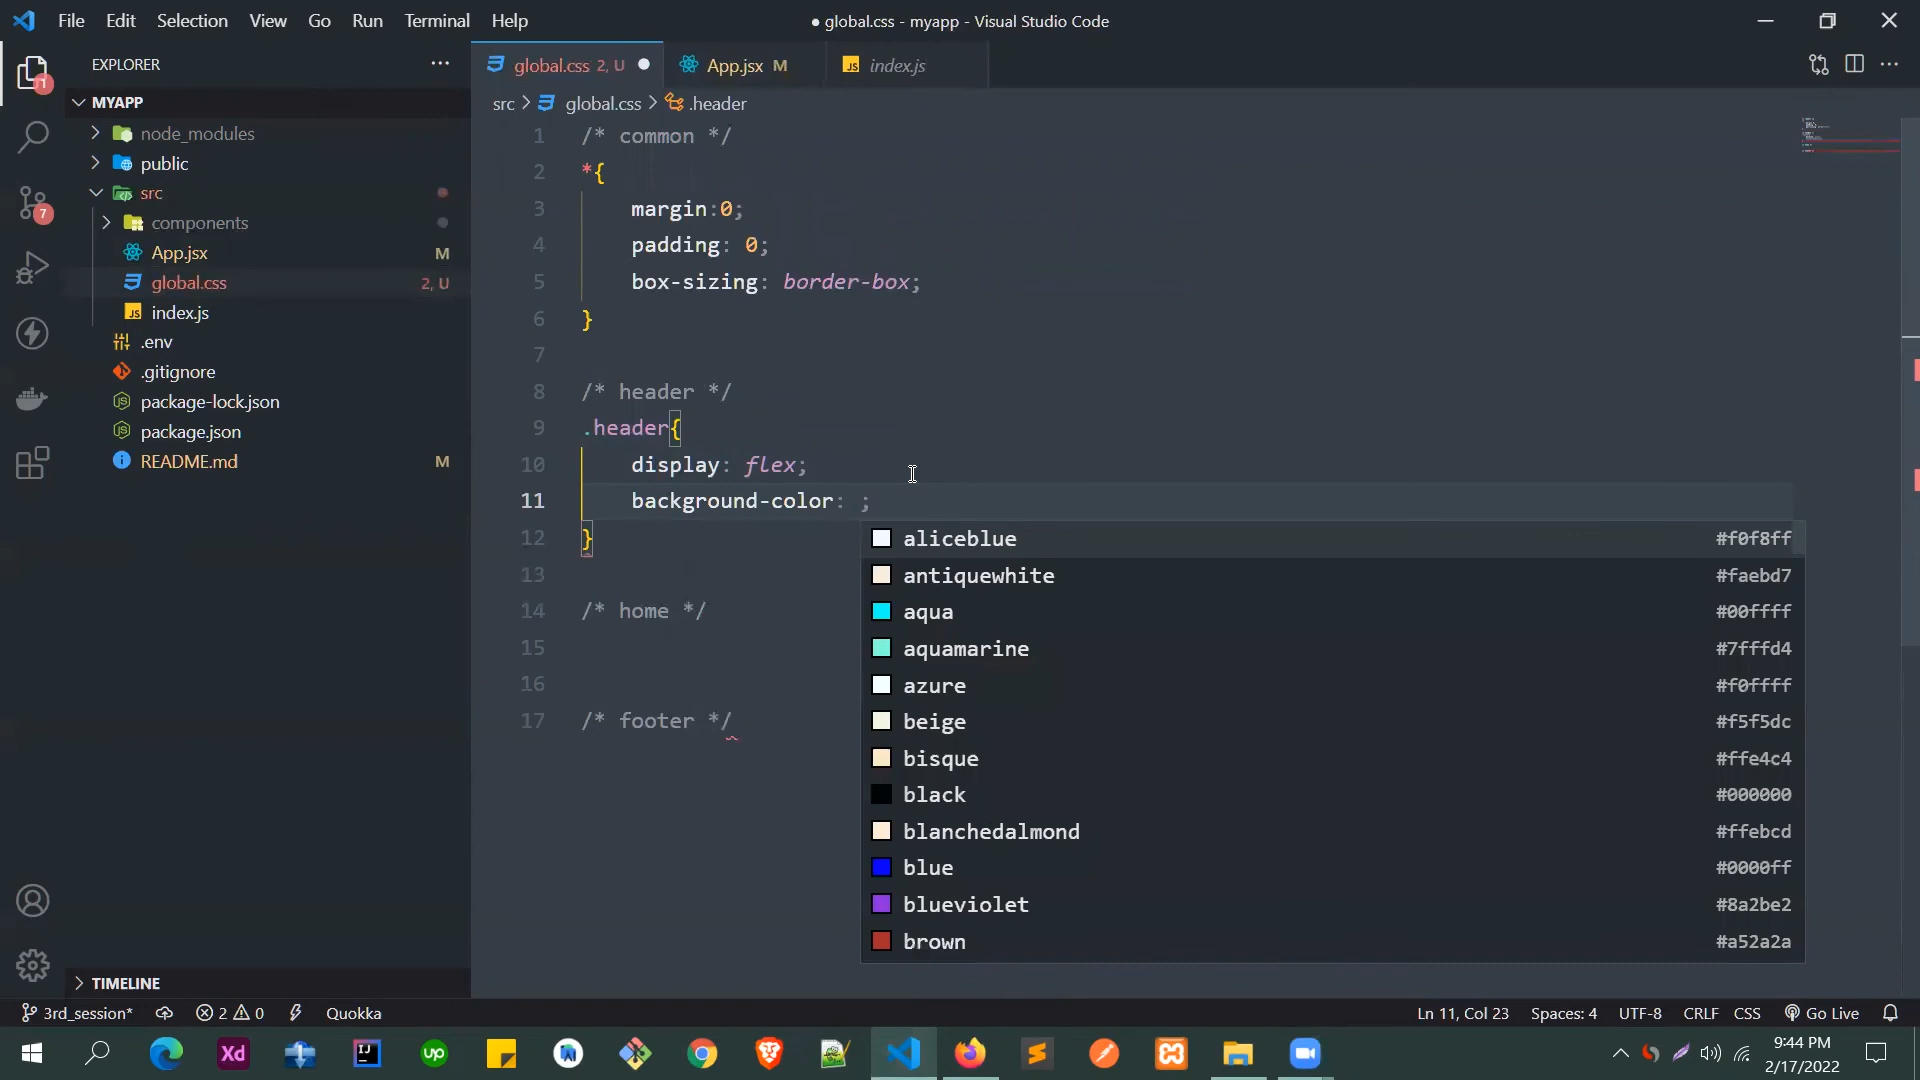 File Edit Selection View Go Run Terminal Help
● global.css - myapp - Visual Studio Code
EXPLORER
MYAPP
node_modules
public
src
components
App.jsx M
global.css 2, U
index.js
.env
.gitignore
package-lock.json
package.json
README.md M
TIMELINE
1
7
global.css 2, U App.jsx M index.js
src > global.css > .header
1 /* common */
2 *{
3 margin:0;
4 padding: 0;
5 box-sizing: border-box;
6 }
7
8 /* header */
9 .header{
10 display: flex;
11 background-color: ;
12 }
13
14 /* home */
15
16
17 /* footer */
aliceblue #f0f8ff
antiquewhite #faebd7
aqua #00ffff
aquamarine #7fffd4
azure #f0ffff
beige #f5f5dc
bisque #ffe4c4
black #000000
blanchedalmond #ffebcd
blue #0000ff
blueviolet #8a2be2
brown #a52a2a
3rd_session* 2 0 Quokka Ln 11, Col 23 Spaces: 4 UTF-8 CRLF CSS Go Live
Xd
up
9:44 PM
2/17/2022